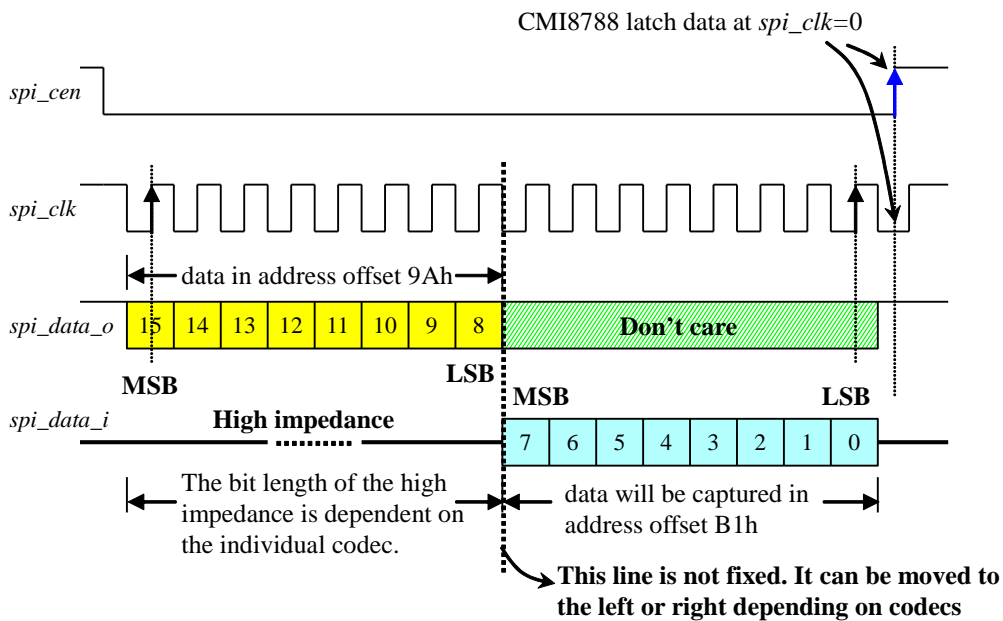 CMI8788 latch data at spi_clk=0
spi_cen
spi_clk
data in address offset 9Ah
spi_data_o
15 14 13 12 11 10 9 8
Don't care
MSB
LSB
MSB
LSB
spi_data_i
High impedance
7 6 5 4 3 2 1 0
The bit length of the high
impedance is dependent on
the individual codec.
data will be captured in
address offset B1h
This line is not fixed. It can be moved to
the left or right depending on codecs